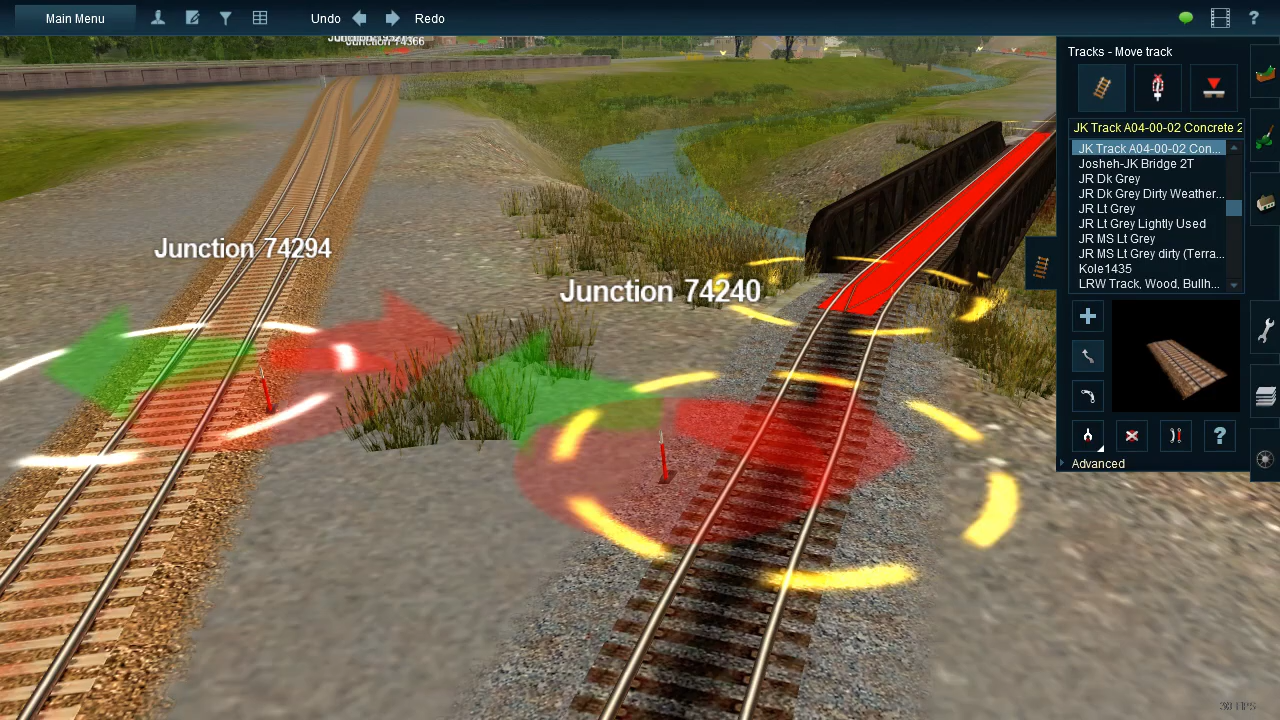 Main Menu
Undo
Redo
?
Junction 74366
Junction 74294
Junction 74240
Tracks - Move track
JK Track A04-00-02 Concrete 2
JK Track A04-00-02 Con...
Josheh-JK Bridge 2T
JR Dk Grey
JR Dk Grey Dirty Weather...
JR Lt Grey
JR Lt Grey Lightly Used
JR MS Lt Grey
JR MS Lt Grey dirty (Terra...
Kole1435
LRW Track, Wood, Bullh...
?
Advanced